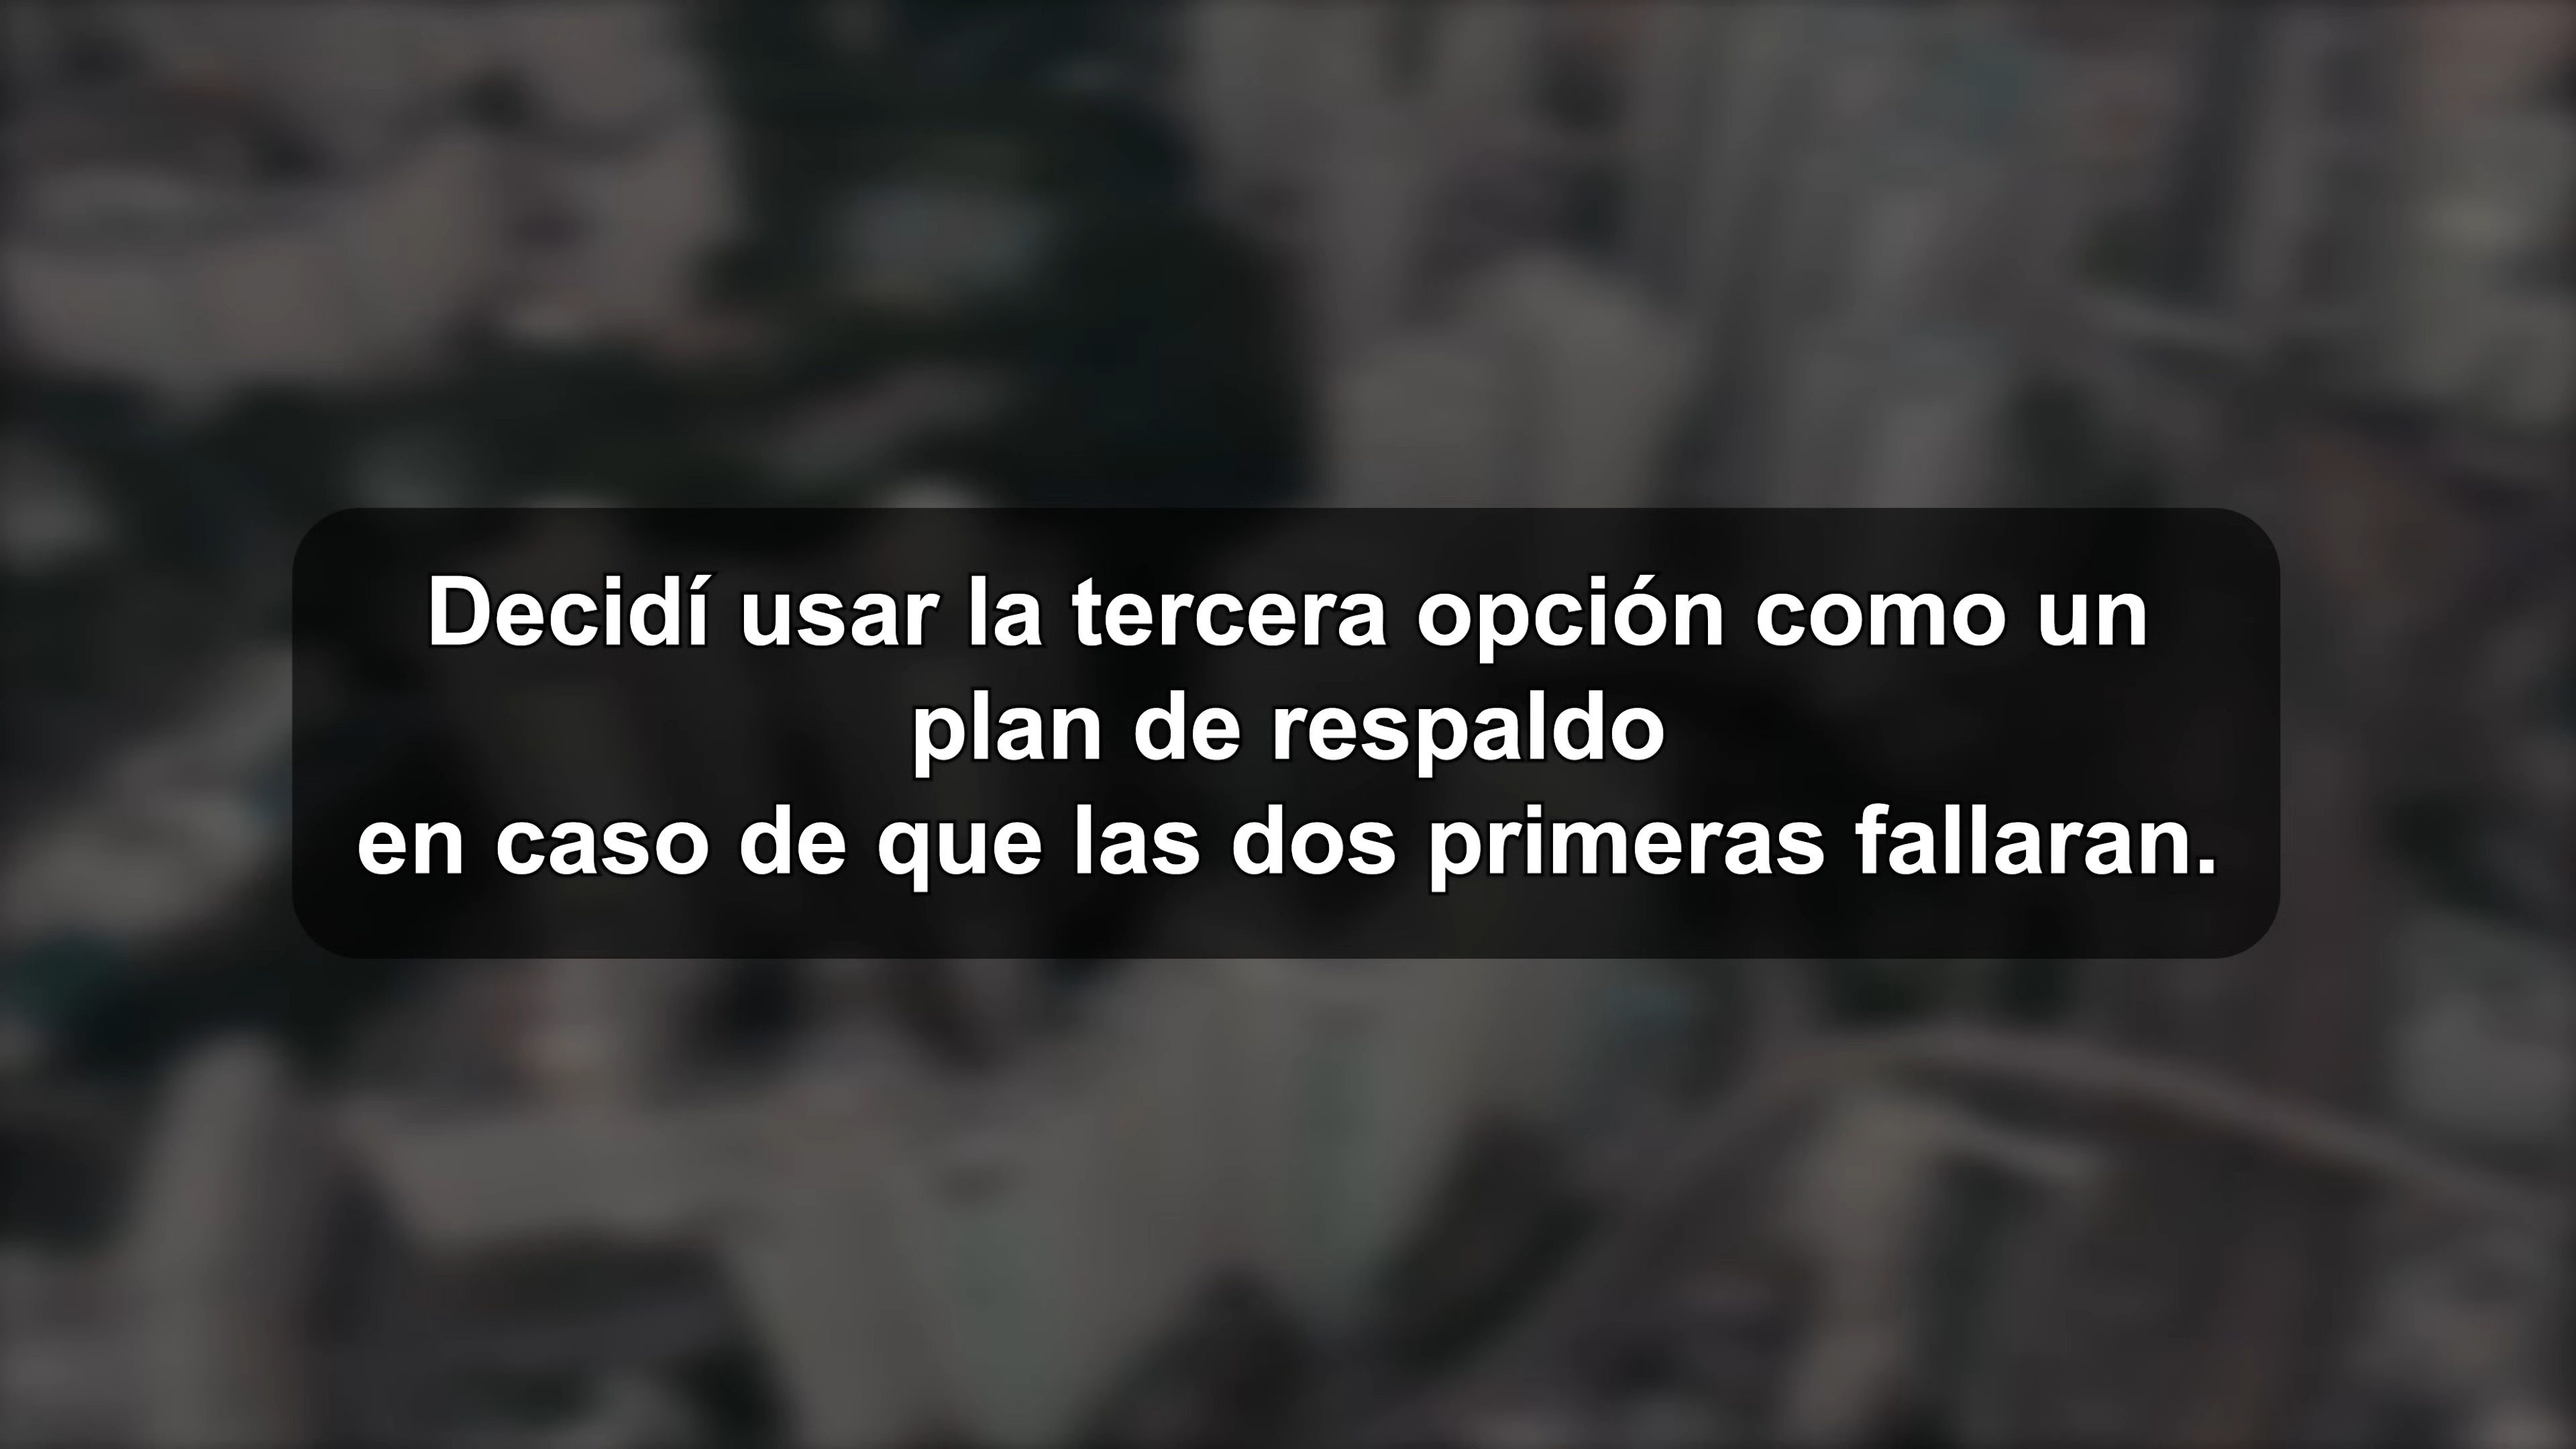 Decidí usar la tercera opción como un
plan de respaldo
en caso de que las dos primeras fallaran.